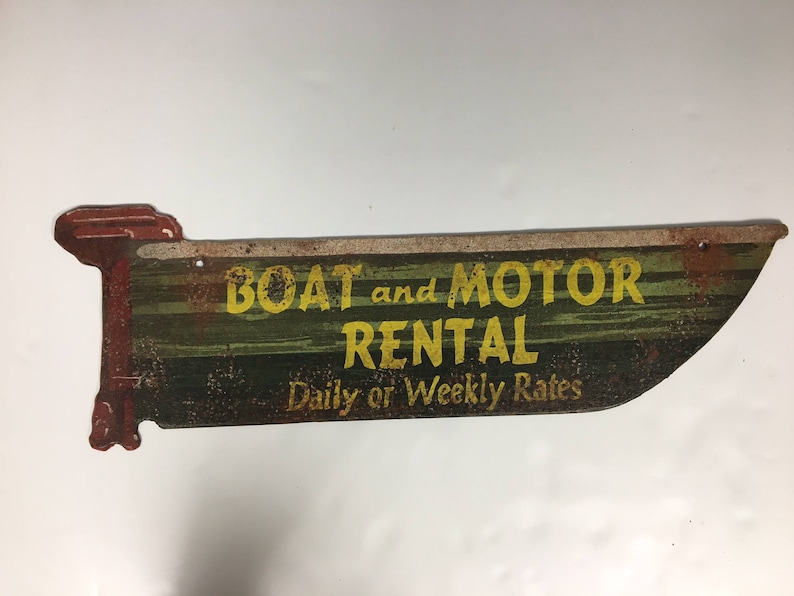 BOAT and MOTOR
RENTAL
Daily or Weekly Rates